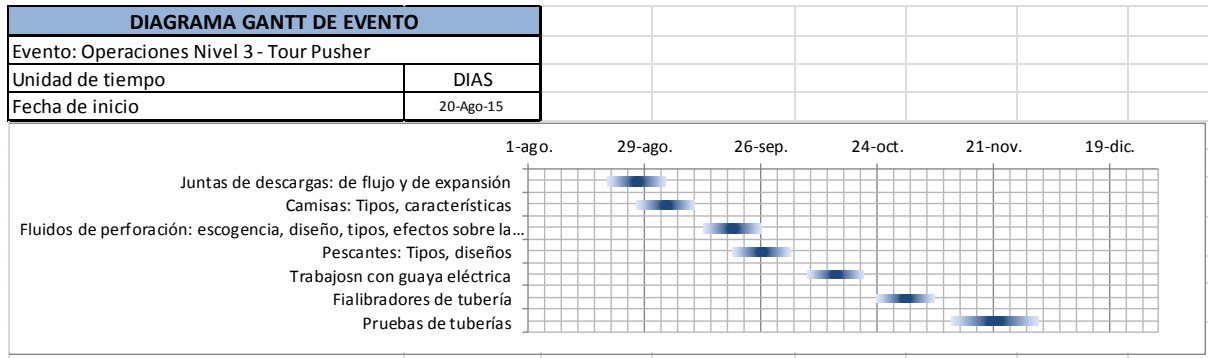 DIAGRAMA GANTT DE EVENTO
Evento: Operaciones Nivel 3 - Tour Pusher
Unidad de tiempo DIAS
Fecha de inicio 20-Ago-15
1-ago. 29-ago. 26-sep. 24-oct. 21-nov. 19-dic.
Juntas de descargas: de flujo y de expansión
Camisas: Tipos, características
Fluidos de perforación: escogencia, diseño, tipos, efectos sobre la...
Pescantes: Tipos, diseños
Trabajosn con guaya eléctrica
Fialibradores de tubería
Pruebas de tuberías